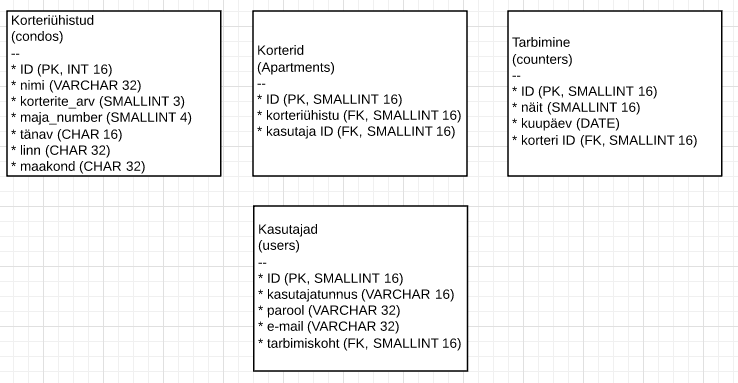 Korteriühistud
(condos)
--
* ID (PK, INT 16)
* nimi (VARCHAR 32)
* korterite_arv (SMALLINT 3)
* maja_number (SMALLINT 4)
* tänav (CHAR 16)
* linn (CHAR 32)
* maakond (CHAR 32)
Korterid
(Apartments)
--
* ID (PK, SMALLINT 16)
* korteriühistu (FK, SMALLINT 16)
* kasutaja ID (FK, SMALLINT 16)
Tarbimine
(counters)
--
* ID (PK, SMALLINT 16)
* näit (SMALLINT 16)
* kuupäev (DATE)
* korteri ID (FK, SMALLINT 16)
Kasutajad
(users)
--
* ID (PK, SMALLINT 16)
* kasutajatunnus (VARCHAR 16)
* parool (VARCHAR 32)
* e-mail (VARCHAR 32)
* tarbimiskoht (FK, SMALLINT 16)